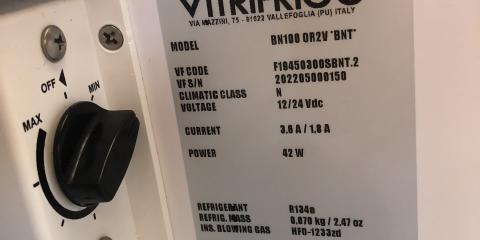 VITRIFRIGO
VIA MAZZINI, 75 - 61022 VALLEFOGLIA (PU) ITALY
MODEL BN100 OR2V "BNT"
VF CODE F19450300SBNT.2
VF S/N 202205000150
CLIMATIC CLASS N
VOLTAGE 12/24 Vdc
CURRENT 3,6 A / 1,8 A
POWER 42 W
REFRIGERANT R134a
REFRIG. MASS 0.070 kg / 2.47 oz
INS. BLOWING GAS HFO-1233zd
OFF
MIN
MAX